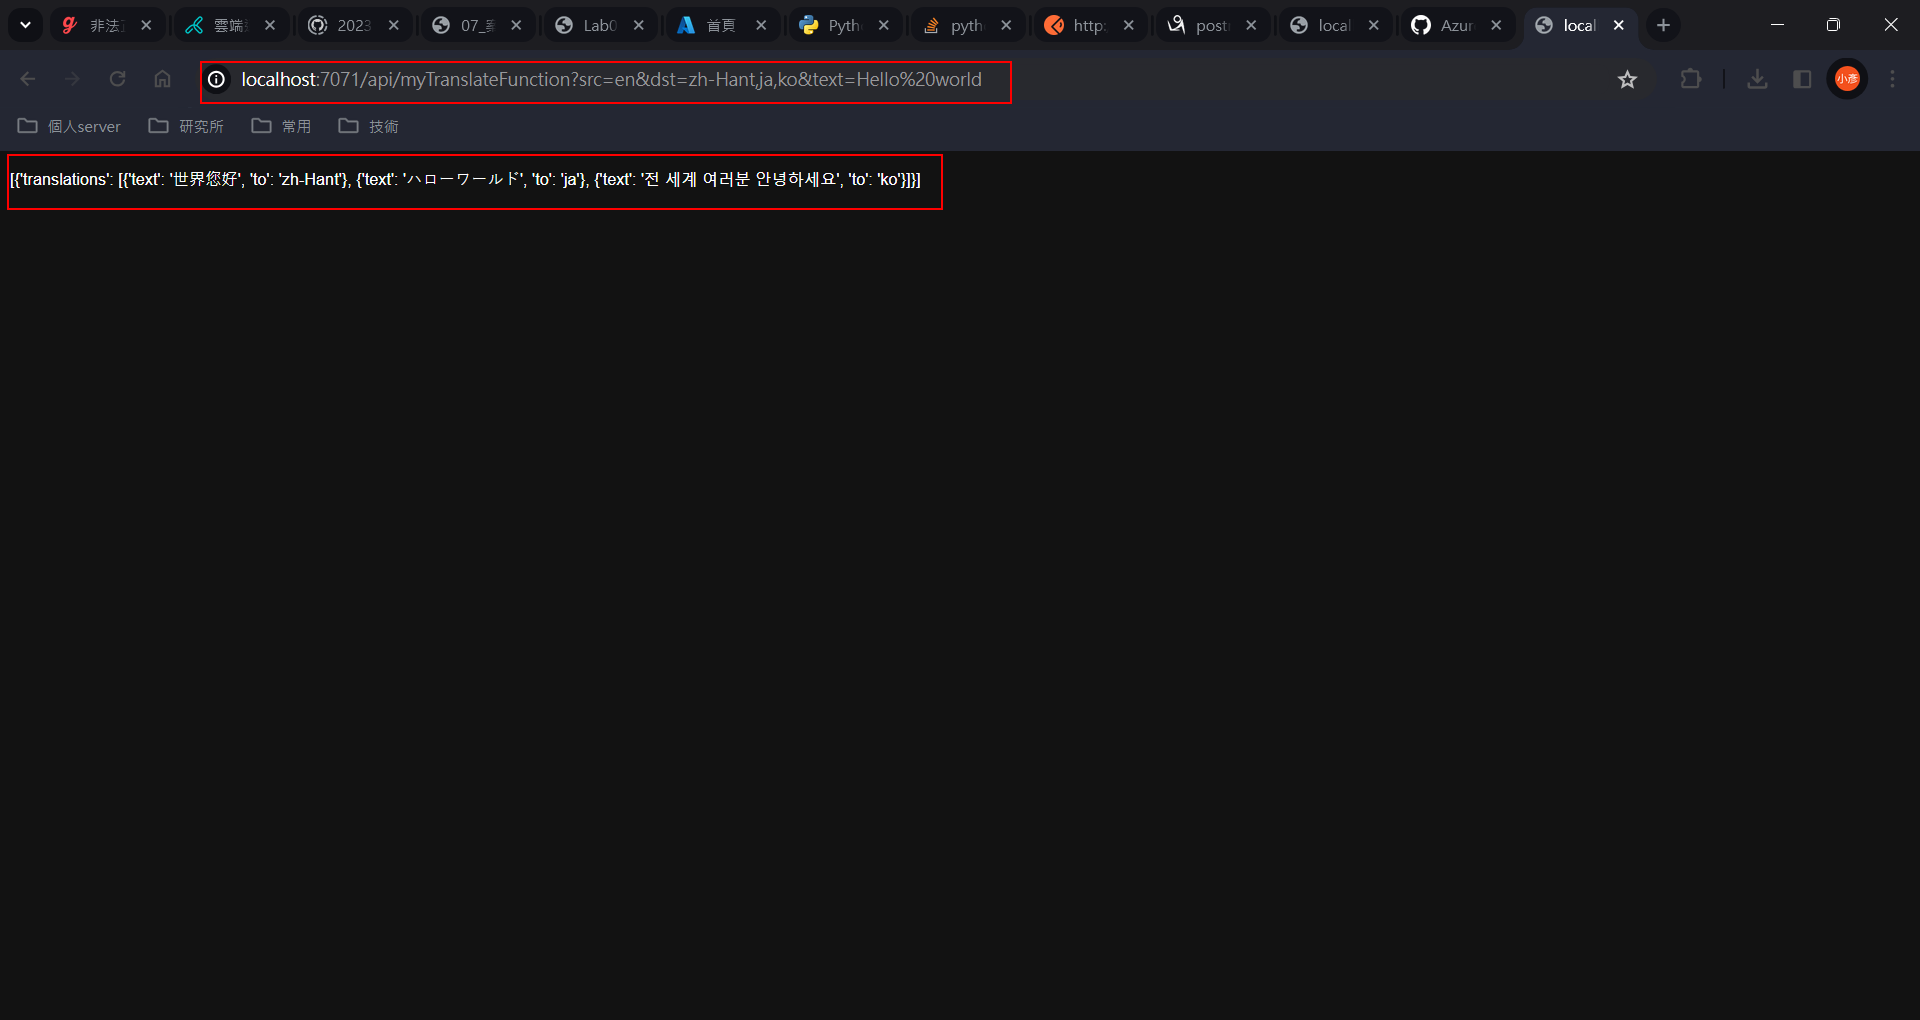 非法
雲端
2023
07_
Lab0
首頁
Pyth
pyth
http
post
local
Azur
local
localhost:7071/api/myTranslateFunction?src=en&dst=zh-Hant,ja,ko&text=Hello%20world
小彥
個人server
研究所
常用
技術
[{'translations': [{'text': '世界您好', 'to': 'zh-Hant'}, {'text': 'ハローワールド', 'to': 'ja'}, {'text': '전 세계 여러분 안녕하세요', 'to': 'ko'}]}]